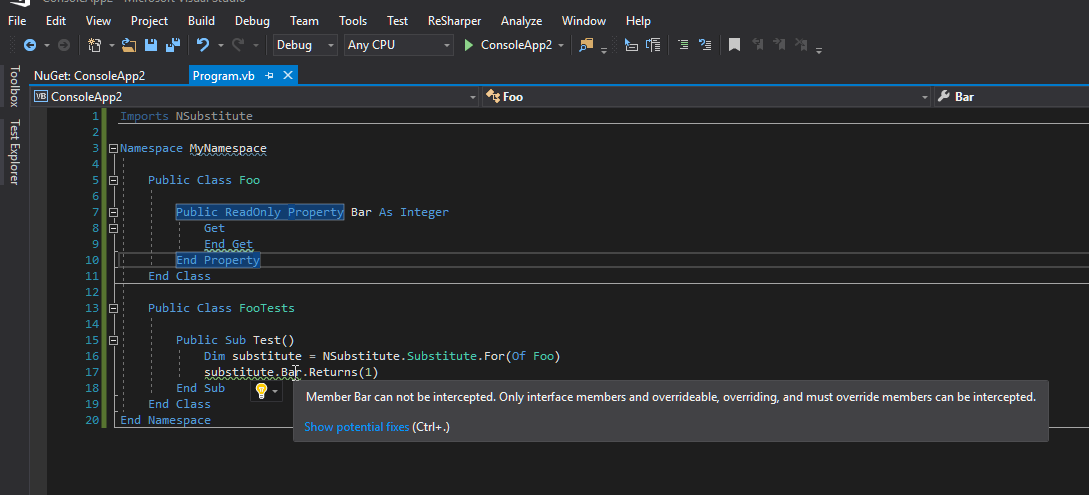 ConsoleApp2 - Microsoft Visual Studio
File Edit View Project Build Debug Team Tools Test ReSharper Analyze Window Help
Debug Any CPU ConsoleApp2
Toolbox
Test Explorer
NuGet: ConsoleApp2 Program.vb
VB ConsoleApp2 Foo Bar
1 Imports NSubstitute
2
3 Namespace MyNamespace
4
5 Public Class Foo
6
7 Public ReadOnly Property Bar As Integer
8 Get
9 End Get
10 End Property
11 End Class
12
13 Public Class FooTests
14
15 Public Sub Test()
16 Dim substitute = NSubstitute.Substitute.For(Of Foo)
17 substitute.Bar.Returns(1)
18 End Sub
19 End Class
20 End Namespace
Member Bar can not be intercepted. Only interface members and overrideable, overriding, and must override members can be intercepted.
Show potential fixes (Ctrl+.)